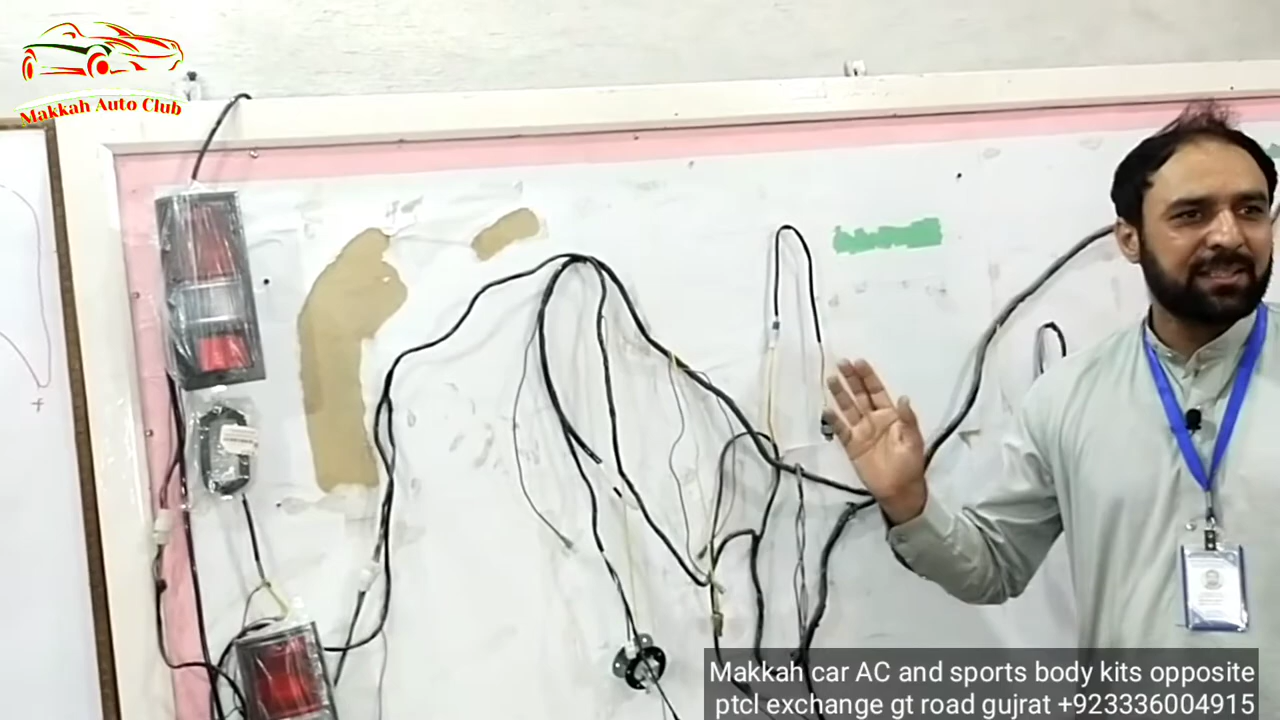 Makkah Auto Club
Makkah car AC and sports body kits opposite
ptcl exchange gt road gujrat +923336004915